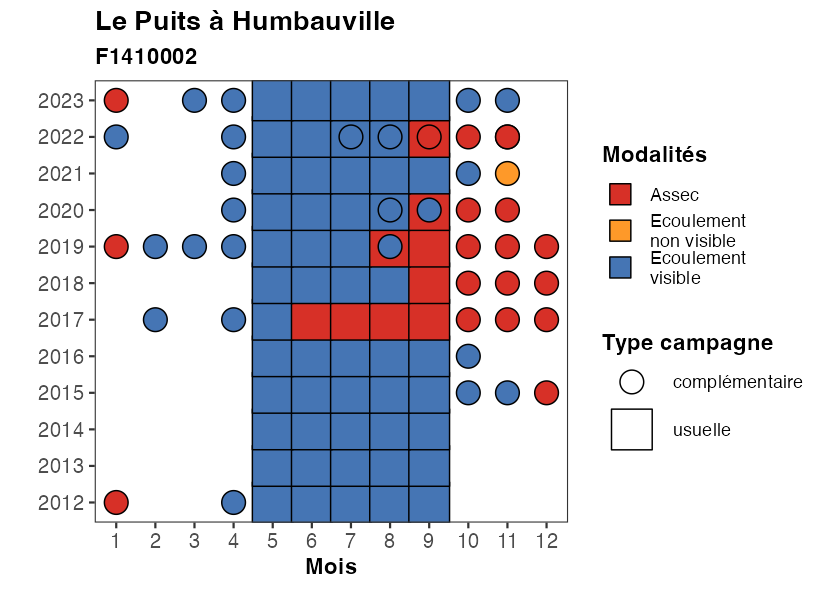 Le Puits à Humbauville
F1410002
2023
2022
2021
2020
2019
2018
2017
2016
2015
2014
2013
2012
1 2 3 4 5 6 7 8 9 10 11 12
Mois
Modalités
Assec
Ecoulement
non visible
Ecoulement
visible
Type campagne
complémentaire
usuelle